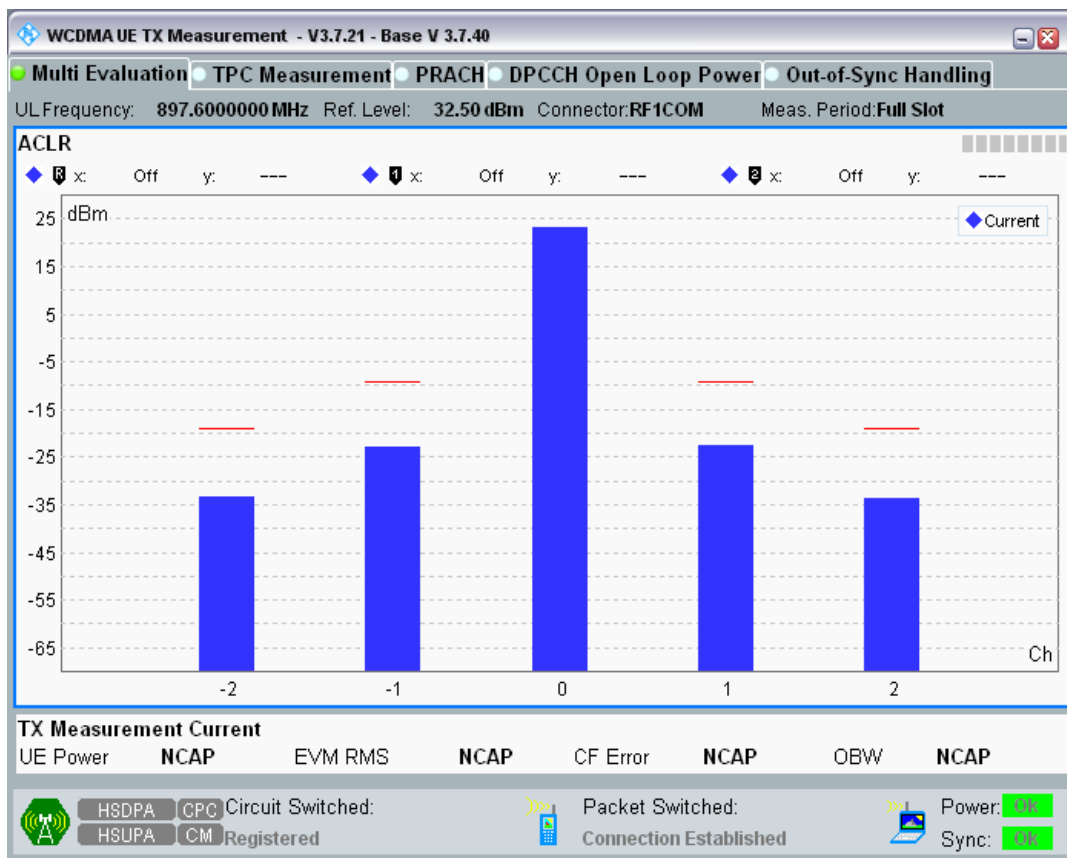 WCDMA UE TX Measurement - V3.7.21 - Base V 3.7.40
Multi Evaluation TPC Measurement PRACH DPCCH Open Loop Power Out-of-Sync Handling
UL Frequency: 897.6000000 MHz Ref. Level: 32.50 dBm Connector:RF1COM Meas. Period:Full Slot
ACLR
R x: Off y: --- 1 x: Off y: --- 2 x: Off y: ---
dBm
Current
25
15
5
-5
-15
-25
-35
-45
-55
-65
Ch
-2 -1 0 1 2
TX Measurement Current
UE Power NCAP EVM RMS NCAP CF Error NCAP OBW NCAP
HSDPA CPC Circuit Switched: Packet Switched: Power: Ok
HSUPA CM Registered Connection Established Sync: Ok